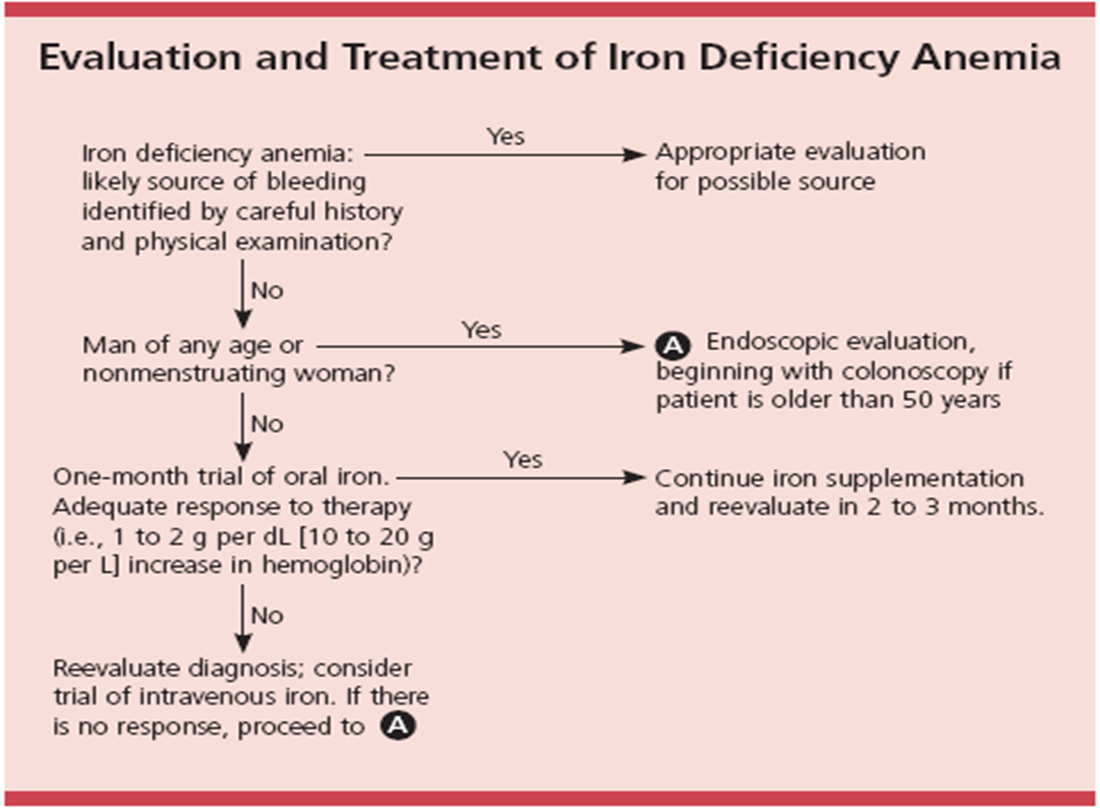 Evaluation and Treatment of Iron Deficiency Anemia
Iron deficiency anemia:
likely source of bleeding
identified by careful history
and physical examination?
Yes
Appropriate evaluation
for possible source
No
Man of any age or
nonmenstruating woman?
Yes
A Endoscopic evaluation,
beginning with colonoscopy if
patient is older than 50 years
No
One-month trial of oral iron.
Adequate response to therapy
(i.e., 1 to 2 g per dL [10 to 20 g
per L] increase in hemoglobin)?
Yes
Continue iron supplementation
and reevaluate in 2 to 3 months.
No
Reevaluate diagnosis; consider
trial of intravenous iron. If there
is no response, proceed to A